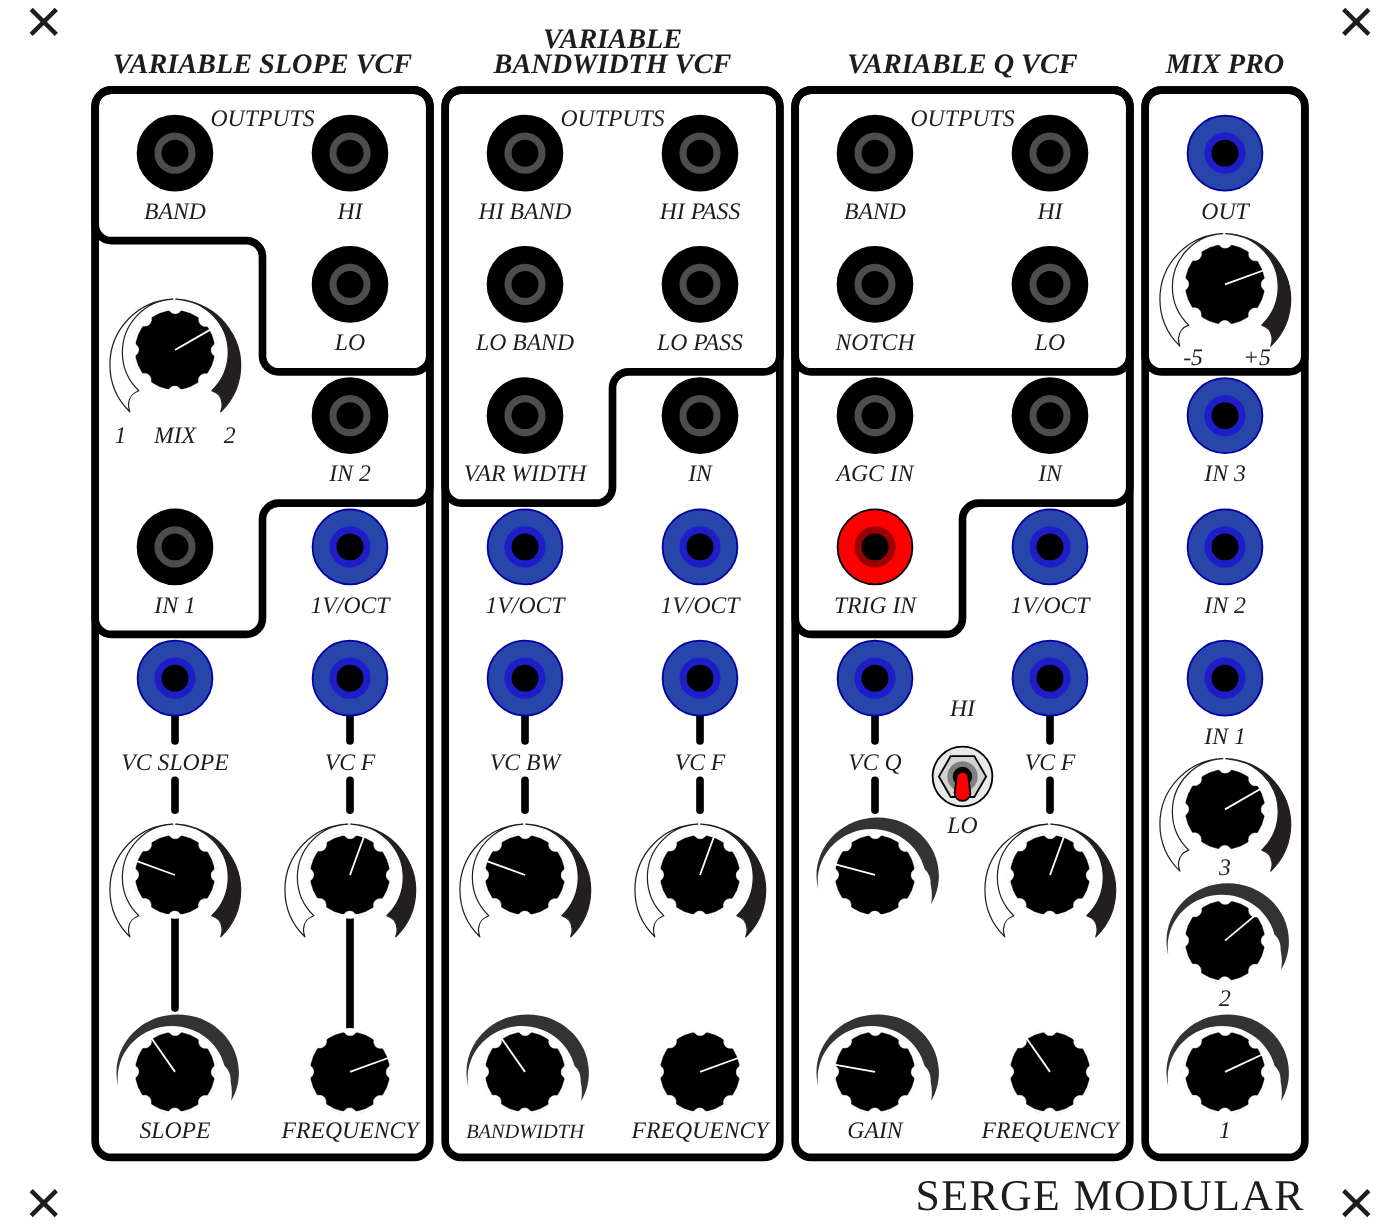 VARIABLE SLOPE VCF
VARIABLE
BANDWIDTH VCF
VARIABLE Q VCF
MIX PRO
OUTPUTS
BAND
HI
LO
1 MIX 2
IN 2
IN 1
1V/OCT
VC SLOPE
VC F
SLOPE
FREQUENCY
OUTPUTS
HI BAND
HI PASS
LO BAND
LO PASS
VAR WIDTH
IN
1V/OCT
1V/OCT
VC BW
VC F
BANDWIDTH
FREQUENCY
OUTPUTS
BAND
HI
NOTCH
LO
AGC IN
IN
TRIG IN
1V/OCT
HI
VC Q
VC F
LO
GAIN
FREQUENCY
OUT
-5 +5
IN 3
IN 2
IN 1
3
2
1
SERGE MODULAR